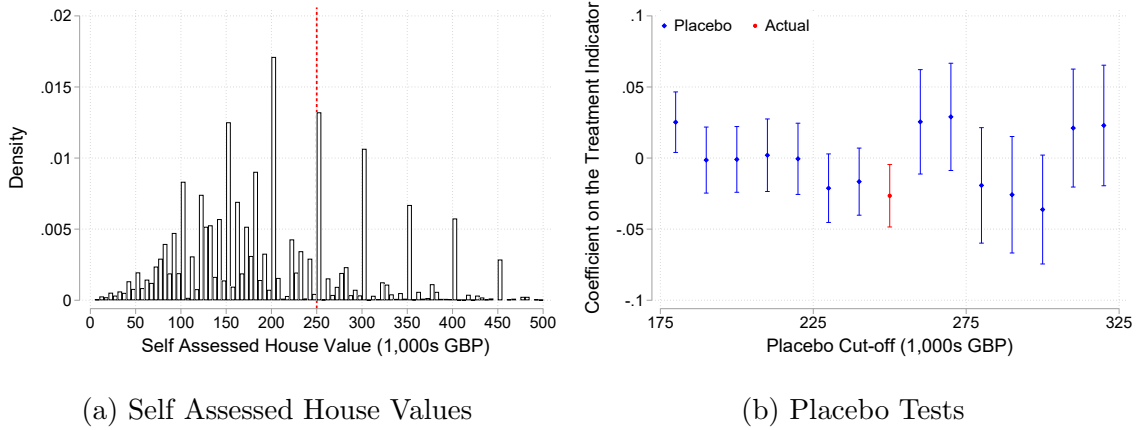 .02
.015
.01
.005
0
Density
0 50 100 150 200 250 300 350 400 450 500
Self Assessed House Value (1,000s GBP)
(a) Self Assessed House Values
.1
.05
0
-.05
-.1
Coefficient on the Treatment Indicator
Placebo Actual
175 225 275 325
Placebo Cut-off (1,000s GBP)
(b) Placebo Tests